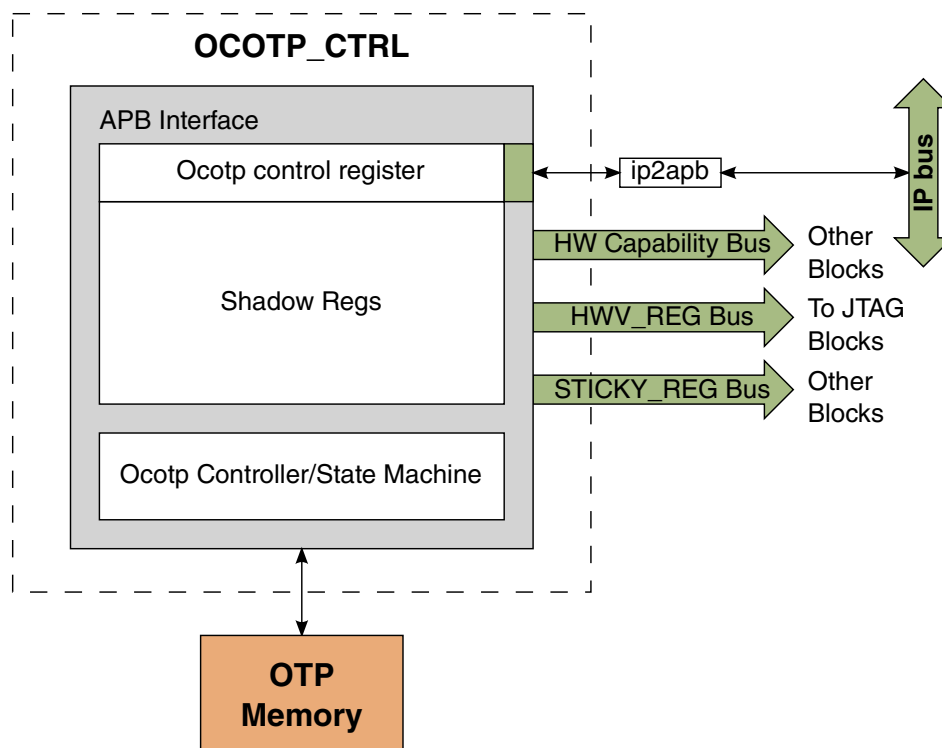 OCOTP_CTRL
APB Interface
Ocotp control register
ip2apb
IP bus
HW Capability Bus
Other
Blocks
Shadow Regs
HWV_REG Bus
To JTAG
Blocks
STICKY_REG Bus
Other
Blocks
Ocotp Controller/State Machine
OTP
Memory